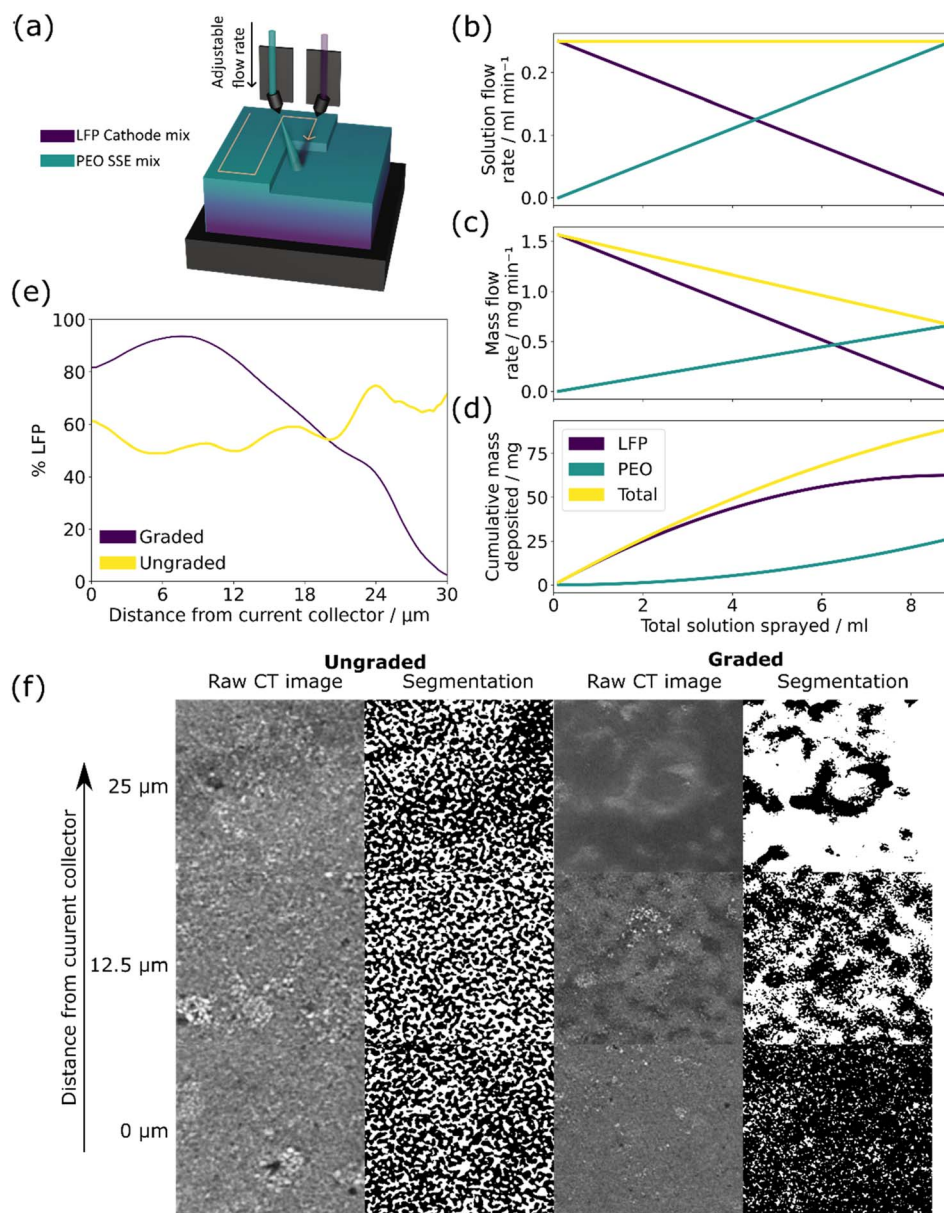 (a)
Adjustable
flow rate
LFP Cathode mix
PEO SSE mix
(b)
Solution flow
rate / ml min⁻¹
0.2
0.1
0.0
(c)
Mass flow
rate / mg min⁻¹
1.5
1.0
0.5
0.0
(d)
Cumulative mass
deposited / mg
75
50
25
0
LFP
PEO
Total
0
2
4
6
8
Total solution sprayed / ml
(e)
% LFP
100
80
60
40
20
0
Graded
Ungraded
0
6
12
18
24
30
Distance from current collector / μm
(f)
Ungraded
Graded
Raw CT image
Segmentation
Raw CT image
Segmentation
Distance from cuurent collector
25 μm
12.5 μm
0 μm